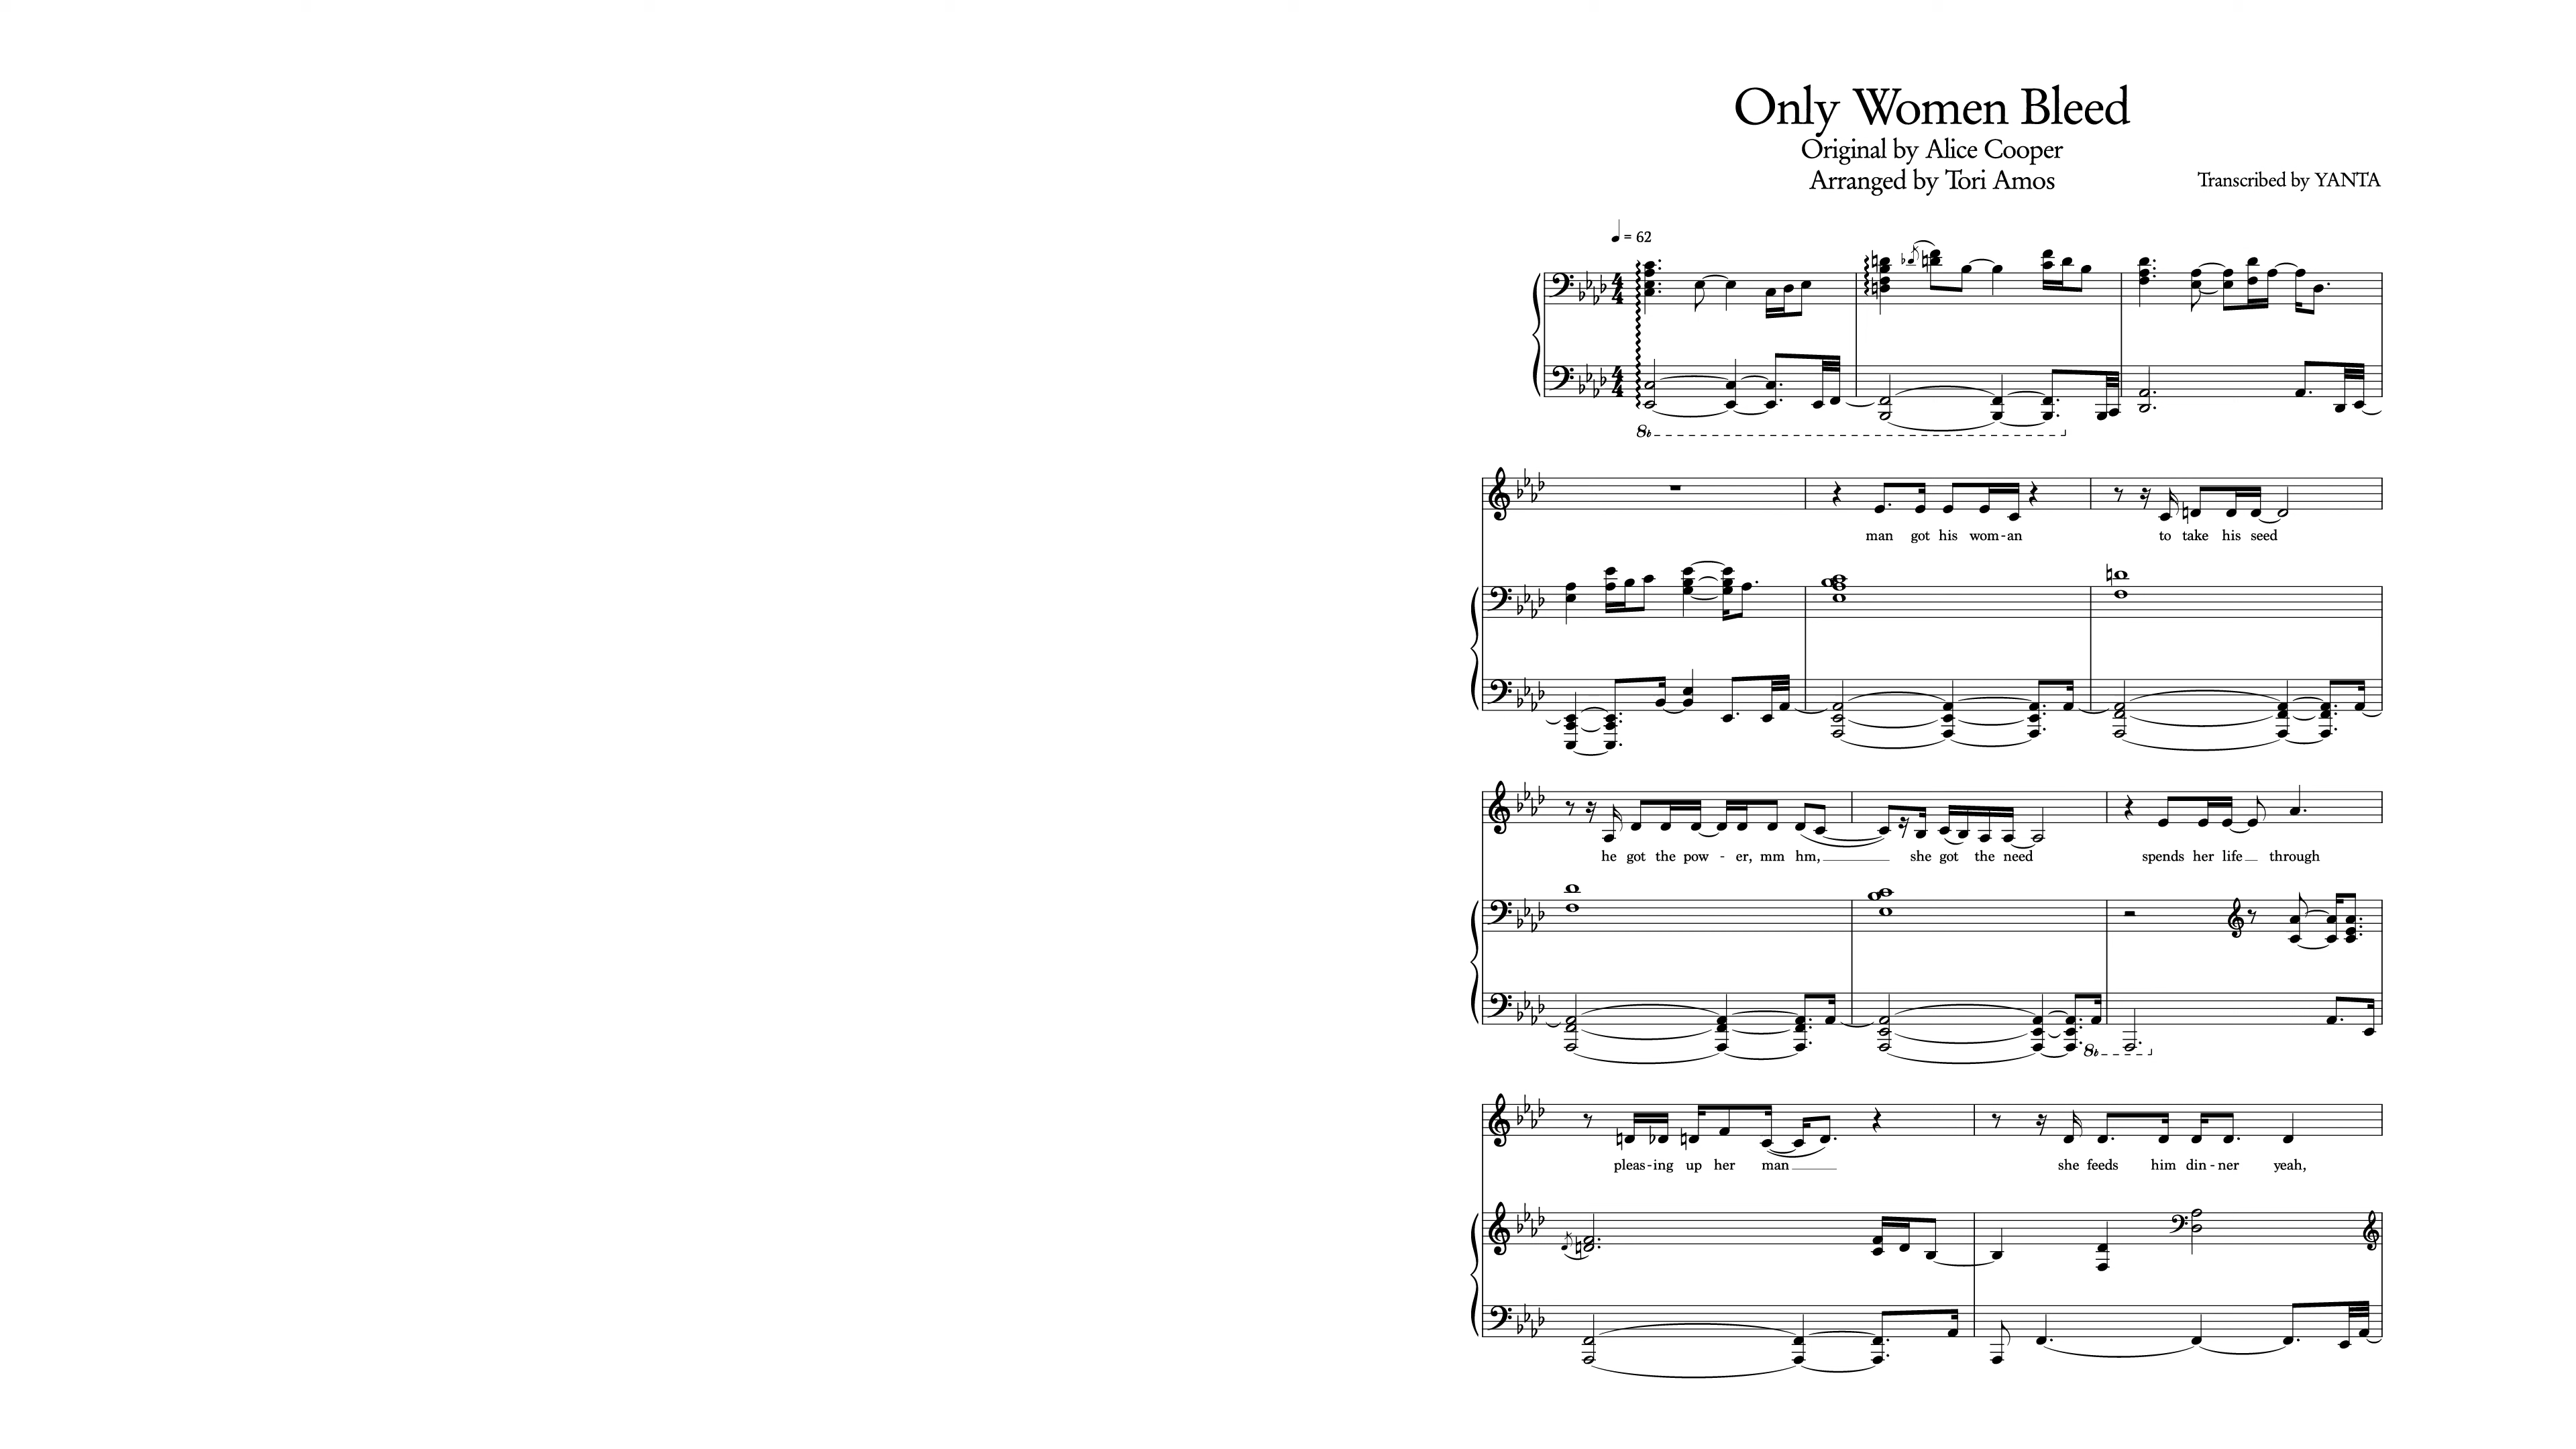 Only Women Bleed
Original by Alice Cooper
Arranged by Tori Amos
Transcribed by YANTA
= 62
man got his wom-an to take his seed
he got the pow - er, mm hm, she got the need spends her life through
pleas-ing up her man she feeds him din-ner yeah,